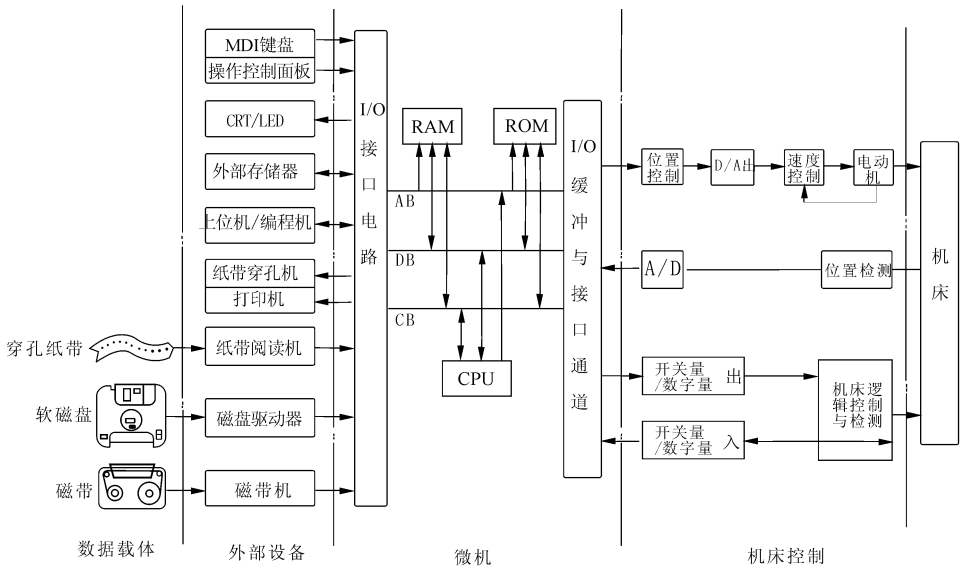 MDI键盘
操作控制面板
CRT/LED
外部存储器
上位机/编程机
纸带穿孔机
打印机
穿孔纸带
纸带阅读机
软磁盘
磁盘驱动器
磁带
磁带机
I/O
接
口
电
路
RAM
ROM
AB
DB
CB
CPU
I/O
缓
冲
与
接
口
通
道
位置
控制
D/A出
速度
控制
电动
机
A/D
位置检测
开关量
/数字量 出
开关量
/数字量 入
机床逻
辑控制
与检测
机
床
数据载体
外部设备
微机
机床控制